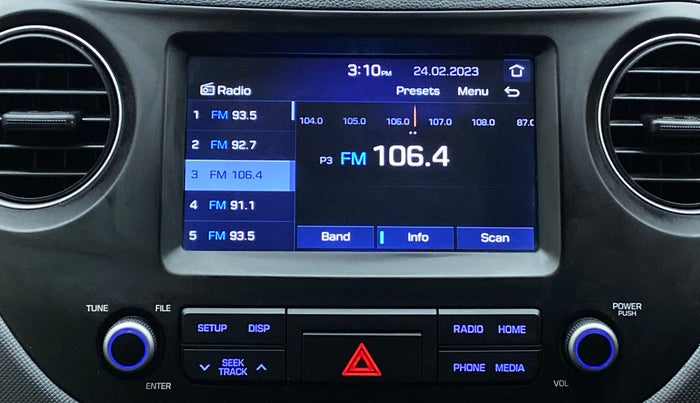 3:10PM 24.02.2023
Radio Presets Menu
1 FM 93.5
2 FM 92.7
3 FM 106.4
4 FM 91.1
5 FM 93.5
104.0 105.0 106.0 107.0 108.0 87.0
P3 FM 106.4
Band Info Scan
TUNE FILE
ENTER
SETUP DISP
SEEK
TRACK
RADIO HOME
PHONE MEDIA
POWER
PUSH
VOL